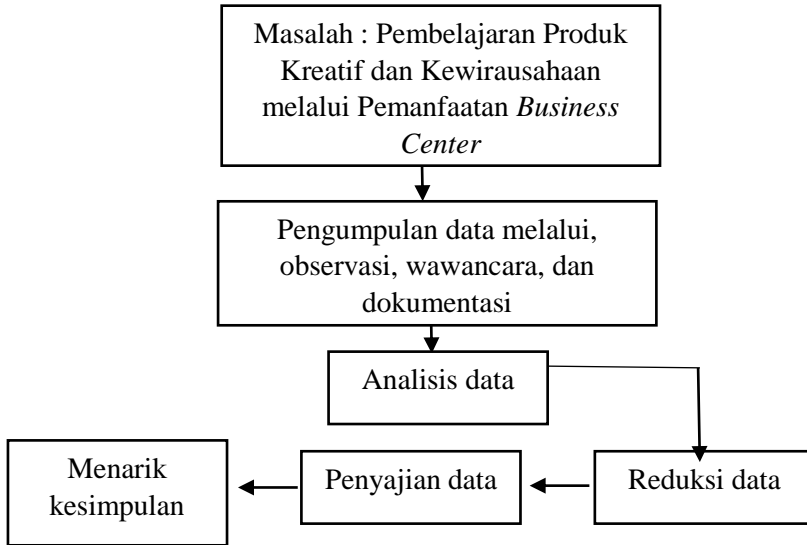 Masalah : Pembelajaran Produk
Kreatif dan Kewirausahaan
melalui Pemanfaatan Business
Center
Pengumpulan data melalui,
observasi, wawancara, dan
dokumentasi
Analisis data
Menarik
kesimpulan
Penyajian data
Reduksi data